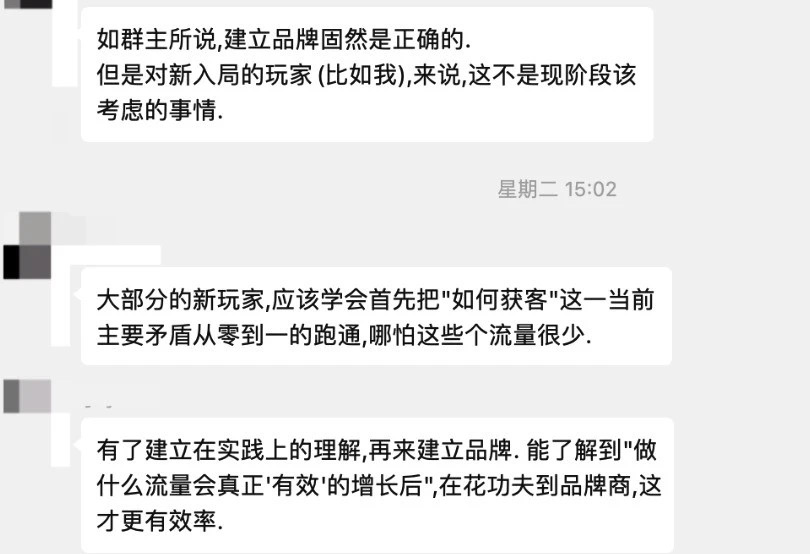 如群主所说,建立品牌固然是正确的.
但是对新入局的玩家(比如我),来说,这不是现阶段该
考虑的事情.
星期二 15:02
大部分的新玩家,应该学会首先把"如何获客"这一当前
主要矛盾从零到一的跑通,哪怕这些个流量很少.
有了建立在实践上的理解,再来建立品牌. 能了解到"做
什么流量会真正'有效'的增长后",在花功夫到品牌商,这
才更有效率.